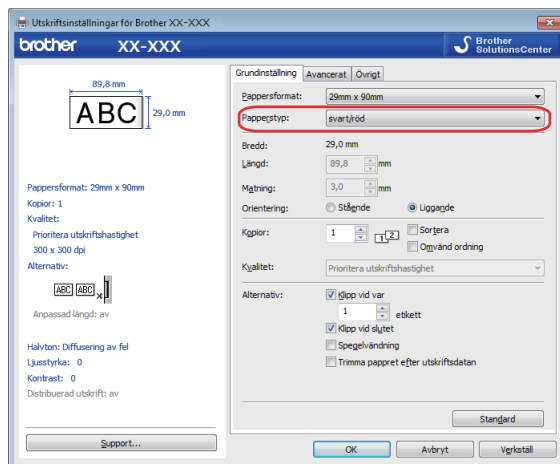 Utskriftsinställningar för Brother XX-XXX
brother XX-XXX
Brother
SolutionsCenter
89,8 mm
ABC
29,0 mm
Pappersformat: 29mm x 90mm
Kopior: 1
Kvalitet:
Prioritera utskriftshastighet
300 x 300 dpi
Alternativ:
ABC ABC
Anpassad längd: av
Halvton: Diffusering av fel
Ljusstyrka: 0
Kontrast: 0
Distribuerad utskrift: av
Support...
Grundinställning Avancerat Övrigt
Pappersformat: 29mm x 90mm
Papperstyp: svart/röd
Bredd: 29,0 mm
Längd: 89,8 mm
Matning: 3,0 mm
Orientering: Stående Liggande
Kopior: 1 1 2 Sortera
Omvänd ordning
Kvalitet: Prioritera utskriftshastighet
Alternativ: Klipp vid var
1 etikett
Klipp vid slutet
Spegelvändning
Trimma pappret efter utskriftsdatan
Standard
OK Avbryt Verkställ